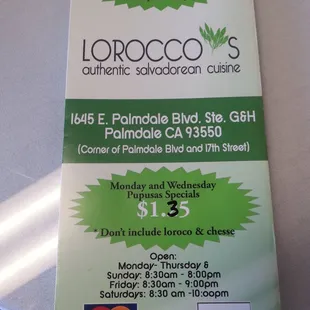 LOROCCO'S
authentic salvadorean cuisine
1645 E. Palmdale Blvd. Ste. G&H
Palmdale CA 93550
(Corner of Palmdale Blvd and 17th Street)
Monday and Wednesday
Pupusas Specials
$1.35
* Don't include loroco & chesse
Open:
Monday- Thursday &
Sunday: 8:30am - 8:00pm
Friday: 8:30am - 9:00pm
Saturdays: 8:30 am -10:00pm